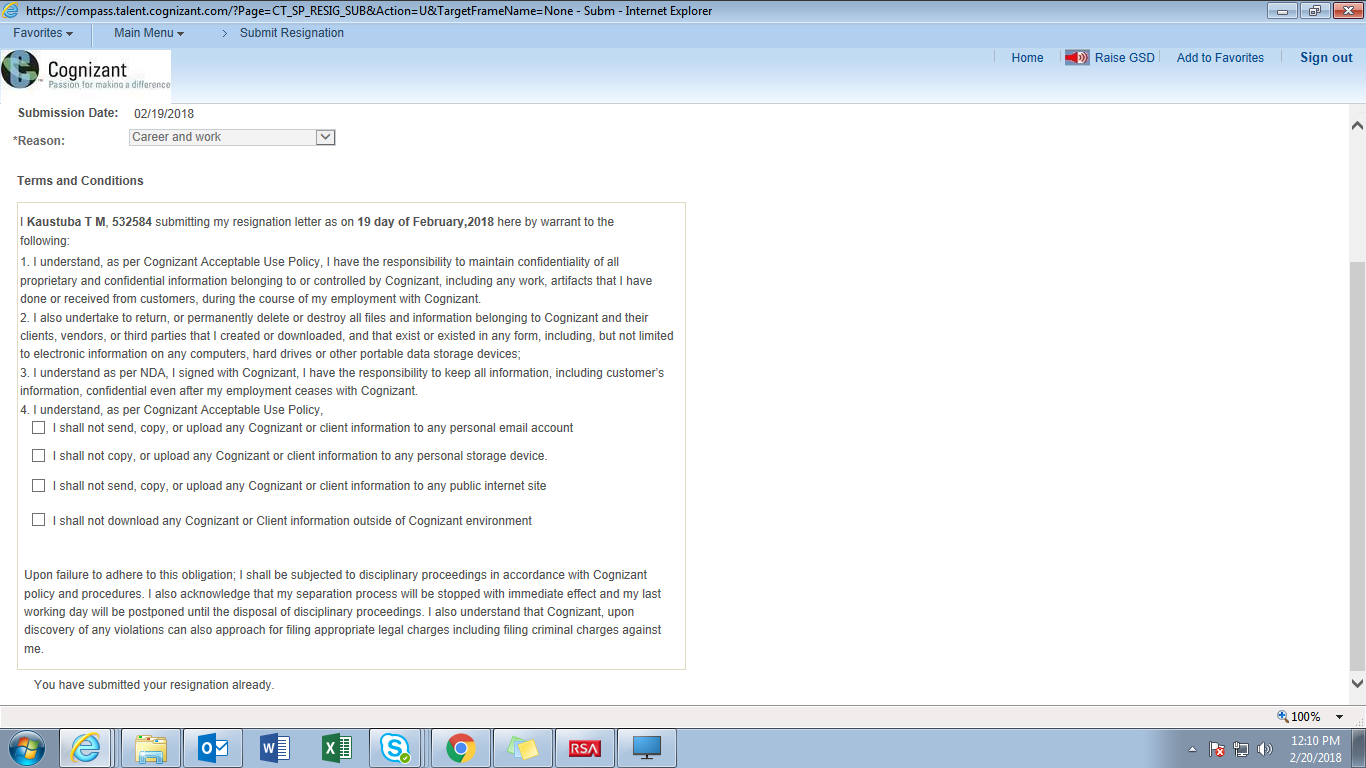 https://compass.talent.cognizant.com/?Page=CT_SP_RESIG_SUB&Action=U&TargetFrameName=None - Subm - Internet Explorer
Favorites Main Menu > Submit Resignation
Cognizant
Passion for making a difference
Home Raise GSD Add to Favorites Sign out
Submission Date: 02/19/2018
*Reason: Career and work
Terms and Conditions
I Kaustuba T M, 532584 submitting my resignation letter as on 19 day of February,2018 here by warrant to the
following:
1. I understand, as per Cognizant Acceptable Use Policy, I have the responsibility to maintain confidentiality of all
proprietary and confidential information belonging to or controlled by Cognizant, including any work, artifacts that I have
done or received from customers, during the course of my employment with Cognizant.
2. I also undertake to return, or permanently delete or destroy all files and information belonging to Cognizant and their
clients, vendors, or third parties that I created or downloaded, and that exist or existed in any form, including, but not limited
to electronic information on any computers, hard drives or other portable data storage devices;
3. I understand as per NDA, I signed with Cognizant, I have the responsibility to keep all information, including customer's
information, confidential even after my employment ceases with Cognizant.
4. I understand, as per Cognizant Acceptable Use Policy,
I shall not send, copy, or upload any Cognizant or client information to any personal email account
I shall not copy, or upload any Cognizant or client information to any personal storage device.
I shall not send, copy, or upload any Cognizant or client information to any public internet site
I shall not download any Cognizant or Client information outside of Cognizant environment
Upon failure to adhere to this obligation; I shall be subjected to disciplinary proceedings in accordance with Cognizant
policy and procedures. I also acknowledge that my separation process will be stopped with immediate effect and my last
working day will be postponed until the disposal of disciplinary proceedings. I also understand that Cognizant, upon
discovery of any violations can also approach for filing appropriate legal charges including filing criminal charges against
me.
You have submitted your resignation already.
100%
RSA
12:10 PM
2/20/2018